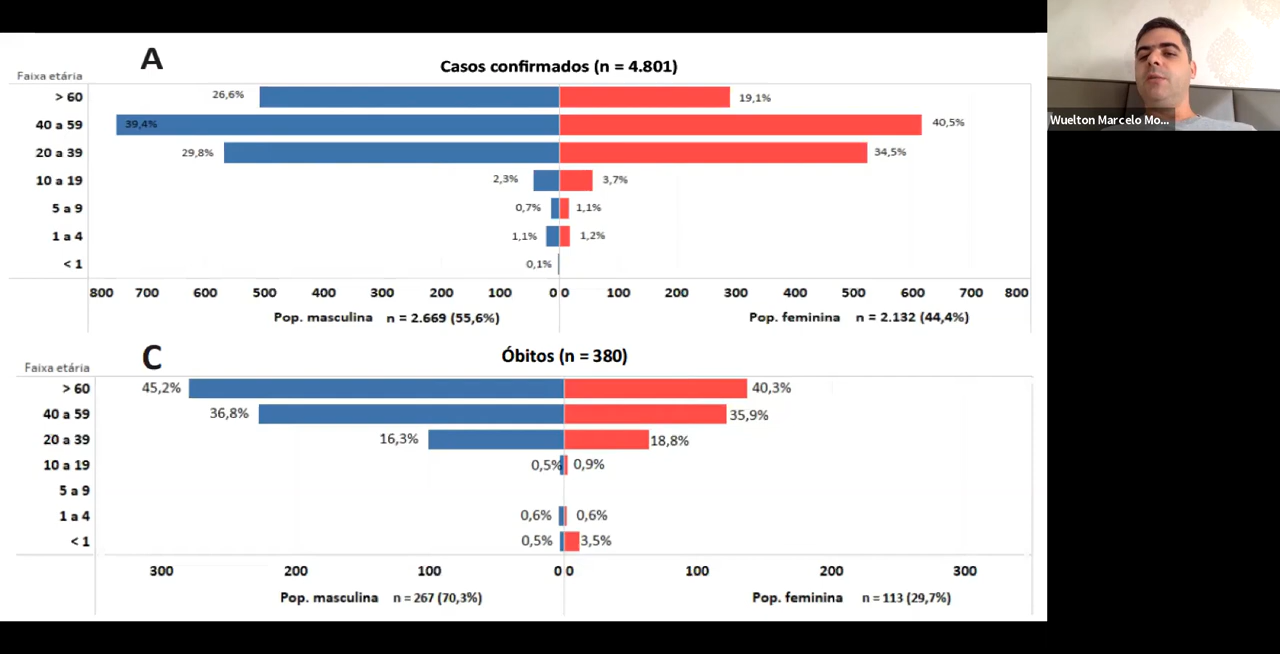 A
Casos confirmados (n = 4.801)
Faixa etária
> 60 26,6% 19,1%
40 a 59 39,4% 40,5%
20 a 39 29,8% 34,5%
10 a 19 2,3% 3,7%
5 a 9 0,7% 1,1%
1 a 4 1,1% 1,2%
< 1 0,1%
800 700 600 500 400 300 200 100 0 0 100 200 300 400 500 600 700 800
Pop. masculina n = 2.669 (55,6%) Pop. feminina n = 2.132 (44,4%)
C
Óbitos (n = 380)
Faixa etária
> 60 45,2% 40,3%
40 a 59 36,8% 35,9%
20 a 39 16,3% 18,8%
10 a 19 0,5% 0,9%
5 a 9
1 a 4 0,6% 0,6%
< 1 0,5% 3,5%
300 200 100 0 0 100 200 300
Pop. masculina n = 267 (70,3%) Pop. feminina n = 113 (29,7%)
Wuelton Marcelo Mo...